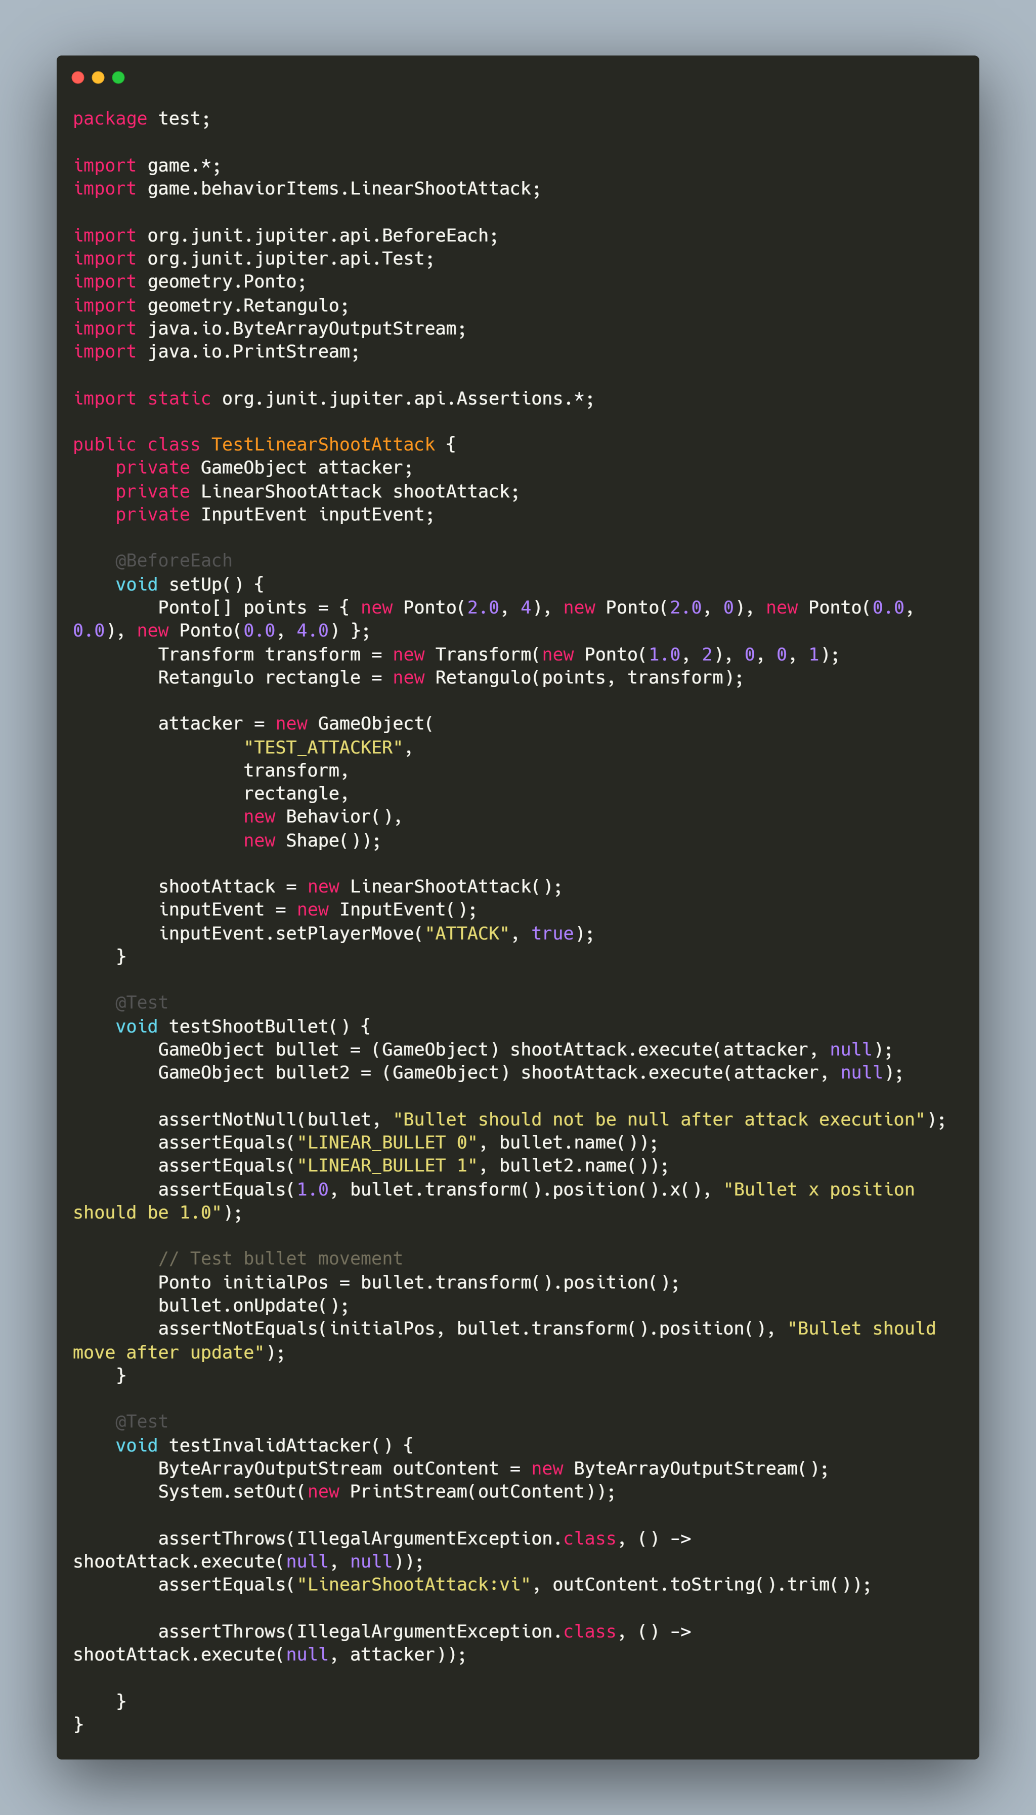 package test;

import game.*;
import game.behaviorItems.LinearShootAttack;

import org.junit.jupiter.api.BeforeEach;
import org.junit.jupiter.api.Test;
import geometry.Ponto;
import geometry.Retangulo;
import java.io.ByteArrayOutputStream;
import java.io.PrintStream;

import static org.junit.jupiter.api.Assertions.*;

public class TestLinearShootAttack {
    private GameObject attacker;
    private LinearShootAttack shootAttack;
    private InputEvent inputEvent;

    @BeforeEach
    void setUp() {
        Ponto[] points = { new Ponto(2.0, 4), new Ponto(2.0, 0), new Ponto(0.0,
0.0), new Ponto(0.0, 4.0) };
        Transform transform = new Transform(new Ponto(1.0, 2), 0, 0, 1);
        Retangulo rectangle = new Retangulo(points, transform);

        attacker = new GameObject(
                "TEST_ATTACKER",
                transform,
                rectangle,
                new Behavior(),
                new Shape());

        shootAttack = new LinearShootAttack();
        inputEvent = new InputEvent();
        inputEvent.setPlayerMove("ATTACK", true);
    }

    @Test
    void testShootBullet() {
        GameObject bullet = (GameObject) shootAttack.execute(attacker, null);
        GameObject bullet2 = (GameObject) shootAttack.execute(attacker, null);

        assertNotNull(bullet, "Bullet should not be null after attack execution");
        assertEquals("LINEAR_BULLET 0", bullet.name());
        assertEquals("LINEAR_BULLET 1", bullet2.name());
        assertEquals(1.0, bullet.transform().position().x(), "Bullet x position
should be 1.0");

        // Test bullet movement
        Ponto initialPos = bullet.transform().position();
        bullet.onUpdate();
        assertNotEquals(initialPos, bullet.transform().position(), "Bullet should
move after update");
    }

    @Test
    void testInvalidAttacker() {
        ByteArrayOutputStream outContent = new ByteArrayOutputStream();
        System.setOut(new PrintStream(outContent));

        assertThrows(IllegalArgumentException.class, () ->
shootAttack.execute(null, null));
        assertEquals("LinearShootAttack:vi", outContent.toString().trim());

        assertThrows(IllegalArgumentException.class, () ->
shootAttack.execute(null, attacker));

    }
}